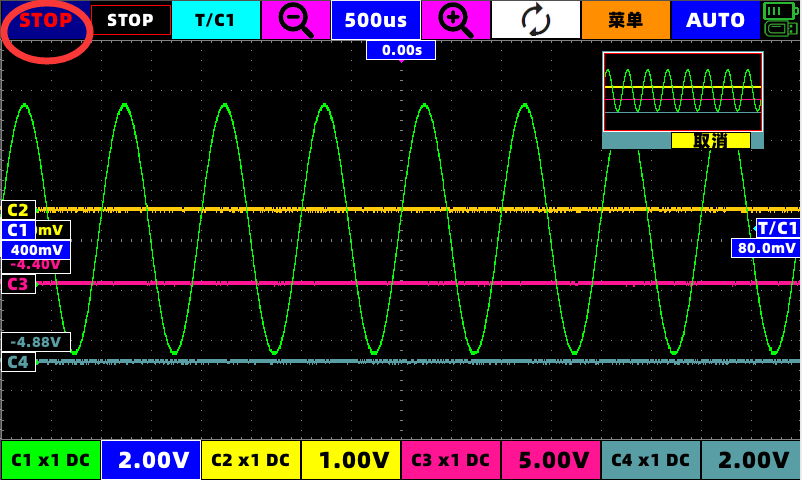 STOP STOP T/C1 500us 菜单 AUTO
0.00s
取消
C2
C1 0mV T/C1
400mV 80.0mV
-4.40V
C3
-4.88V
C4
C1 x1 DC 2.00V C2 x1 DC 1.00V C3 x1 DC 5.00V C4 x1 DC 2.00V